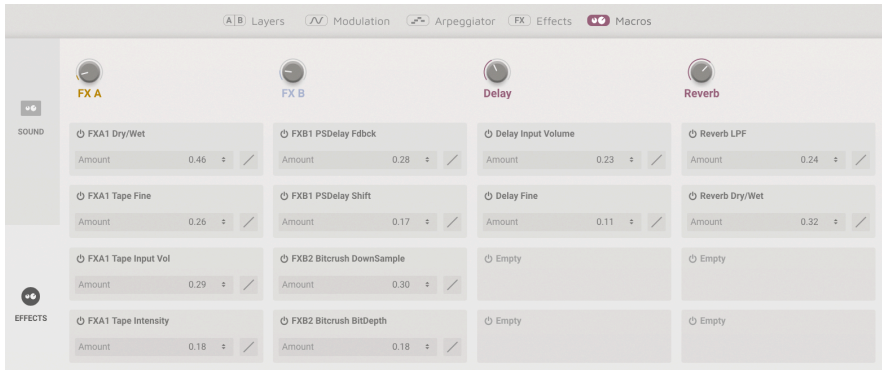 A B Layers Modulation Arpeggiator FX Effects Macros
FX A FX B Delay Reverb
SOUND
FXA1 Dry/Wet FXB1 PSDelay Fdbck Delay Input Volume Reverb LPF
Amount 0.46 Amount 0.28 Amount 0.23 Amount 0.24
FXA1 Tape Fine FXB1 PSDelay Shift Delay Fine Reverb Dry/Wet
Amount 0.26 Amount 0.17 Amount 0.11 Amount 0.32
FXA1 Tape Input Vol FXB2 Bitcrush DownSample Empty Empty
Amount 0.29 Amount 0.30
EFFECTS
FXA1 Tape Intensity FXB2 Bitcrush BitDepth Empty Empty
Amount 0.18 Amount 0.18